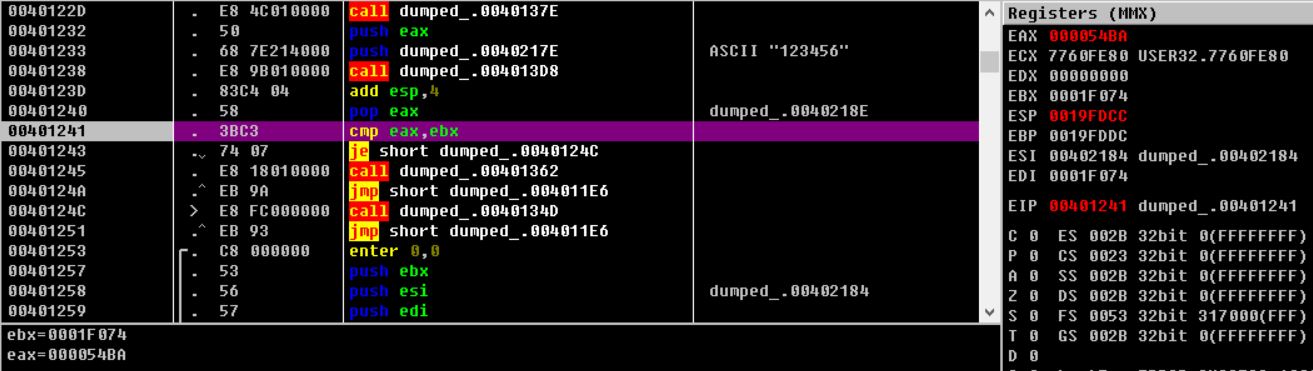 0040122D . E8 4C010000 call dumped_.0040137E
00401232 . 50 push eax
00401233 . 68 7E214000 push dumped_.0040217E ASCII "123456"
00401238 . E8 9B010000 call dumped_.004013D8
0040123D . 83C4 04 add esp,4
00401240 . 58 pop eax dumped_.0040218E
00401241 . 3BC3 cmp eax,ebx
00401243 .⌄ 74 07 je short dumped_.0040124C
00401245 . E8 18010000 call dumped_.00401362
0040124A .^ EB 9A jmp short dumped_.004011E6
0040124C > E8 FC000000 call dumped_.0040134D
00401251 .^ EB 93 jmp short dumped_.004011E6
00401253 . C8 000000 enter 0,0
00401257 . 53 push ebx
00401258 . 56 push esi dumped_.00402184
00401259 . 57 push edi
ebx=0001F074
eax=000054BA
Registers (MMX)
EAX 000054BA
ECX 7760FE80 USER32.7760FE80
EDX 00000000
EBX 0001F074
ESP 0019FDCC
EBP 0019FDDC
ESI 00402184 dumped_.00402184
EDI 0001F074
EIP 00401241 dumped_.00401241
C 0 ES 002B 32bit 0(FFFFFFFF)
P 0 CS 0023 32bit 0(FFFFFFFF)
A 0 SS 002B 32bit 0(FFFFFFFF)
Z 0 DS 002B 32bit 0(FFFFFFFF)
S 0 FS 0053 32bit 317000(FFF)
T 0 GS 002B 32bit 0(FFFFFFFF)
D 0